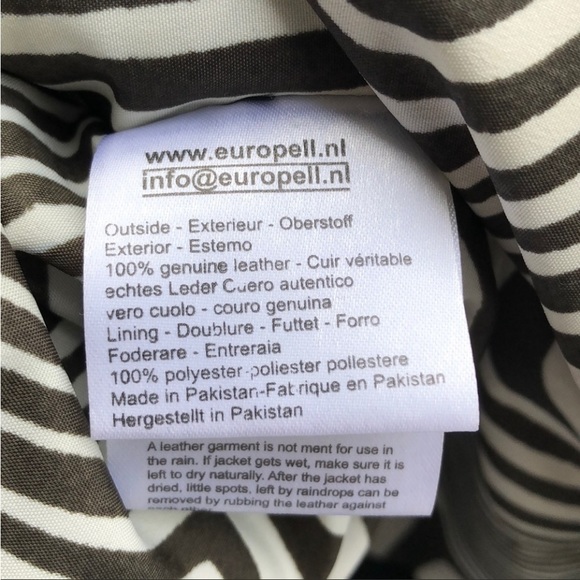 www.europell.nl
info@europell.nl
Outside - Exterieur - Oberstoff
Exterior - Estemo
100% genuine leather - Cuir véritable
echtes Leder Cuero autentico
vero cuolo - couro genuina
Lining - Doublure - Futtet - Forro
Foderare - Entreraia
100% polyester-poliester poliestere
Made in Pakistan-Fabrique en Pakistan
Hergestellt in Pakistan
A leather garment is not ment for use in
the rain. If jacket gets wet, make sure it is
left to dry naturally. After the jacket has
dried, little spots, left by raindrops can be
removed by rubbing the leather against